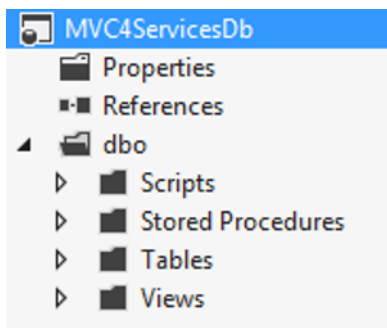 MVC4ServicesDb
Properties
References
dbo
Scripts
Stored Procedures
Tables
Views